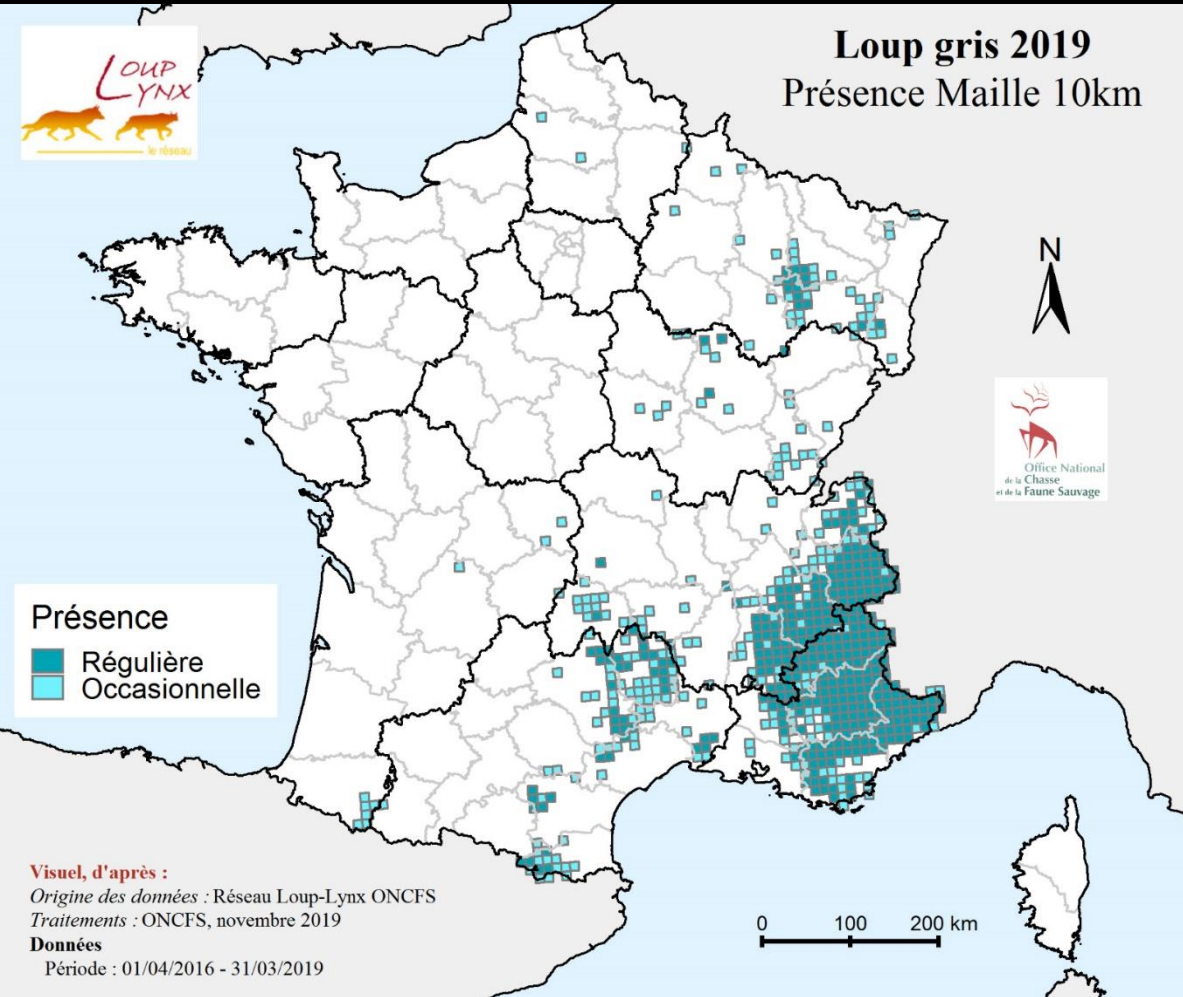 LOUP
LYNX
le réseau
Loup gris 2019
Présence Maille 10km
N
Office National
de la Chasse
et de la Faune Sauvage
Présence
Régulière
Occasionnelle
Visuel, d'après :
Origine des données : Réseau Loup-Lynx ONCFS
Traitements : ONCFS, novembre 2019
Données
Période : 01/04/2016 - 31/03/2019
0 100 200 km